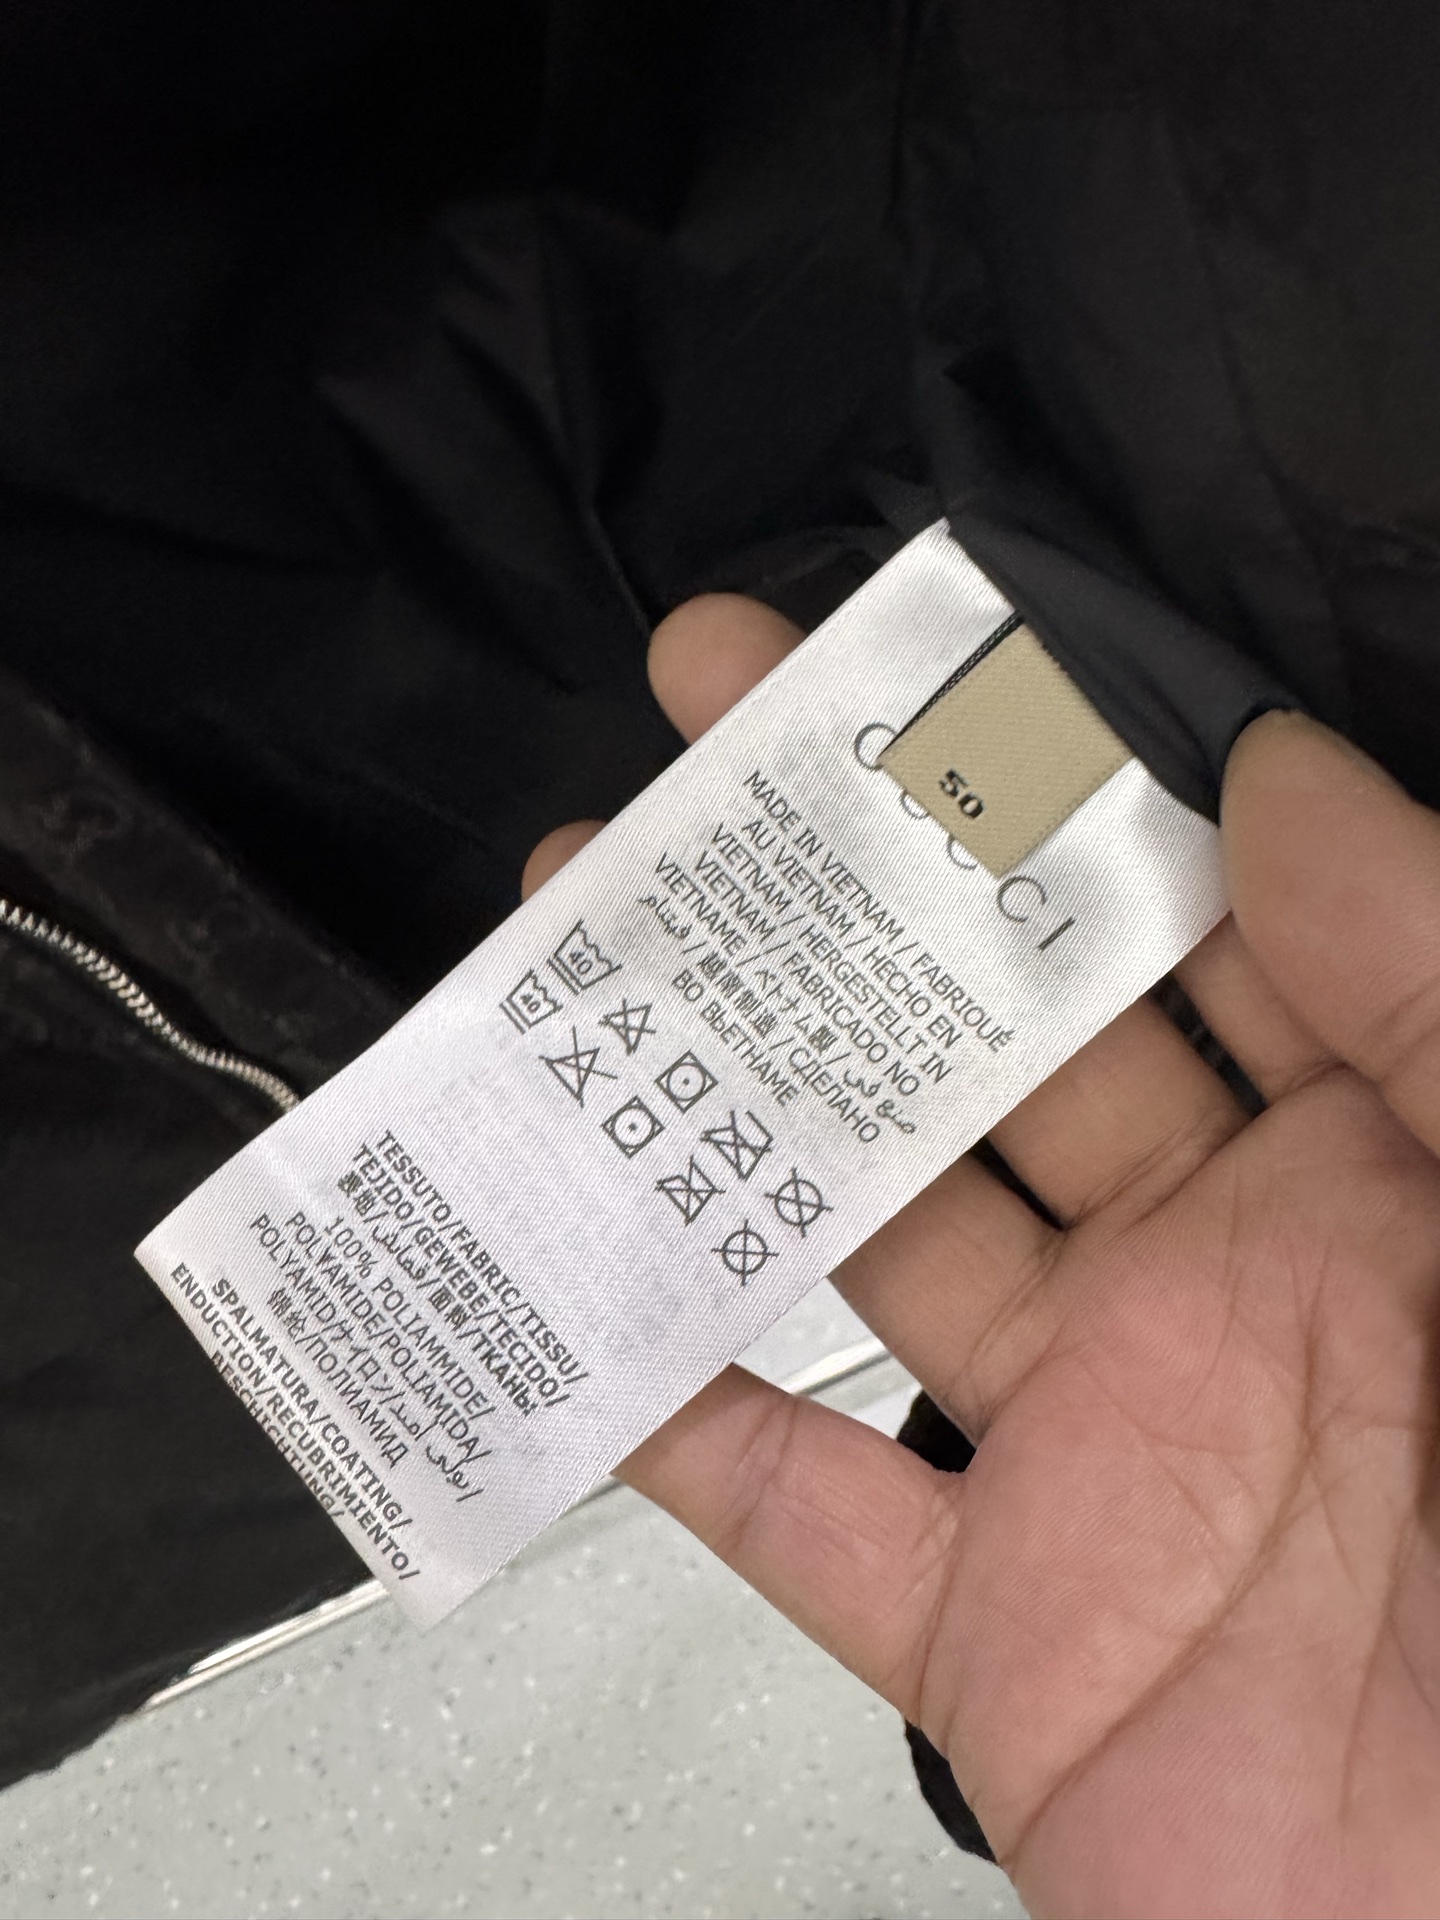 GUCCI
50
MADE IN VIETNAM / FABRIQUÉ
AU VIETNAM / HECHO EN
VIETNAM / HERGESTELLT IN
VIETNAM / FABRICADO NO
VIETNAME / ベトナム製 / صنع في
فيتنام / 越南制造 / СДЕЛАНО
ВО ВЬЕТНАМЕ
40
40
TESSUTO/FABRIC/TISSU/
TEJIDO/GEWEBE/TECIDO/
表地/قماش/面料/ТКАНЬ
100% POLIAMMIDE/
POLYAMIDE/POLIAMIDA/
POLYAMID/ナイロン/بولي أميد/
锦纶/ПОЛИАМИД
SPALMATURA/COATING/
ENDUCTION/RECUBRIMIENTO/
BESCHICHTUNG/